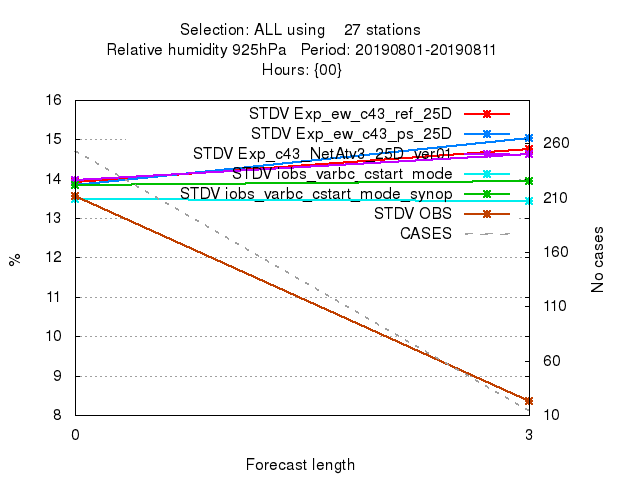 Selection: ALL using 27 stations
Relative humidity 925hPa Period: 20190801-20190811
Hours: {00}
STDV Exp_ew_c43_ref_25D
STDV Exp_ew_c43_ps_25D
STDV Exp_c43_NetAtv3_25D_ver01
STDV iobs_varbc_cstart_mode
STDV iobs_varbc_cstart_mode_synop
STDV OBS
CASES
16
15
14
13
12
11
10
9
8
%
260
210
160
110
60
10
No cases
0 3
Forecast length